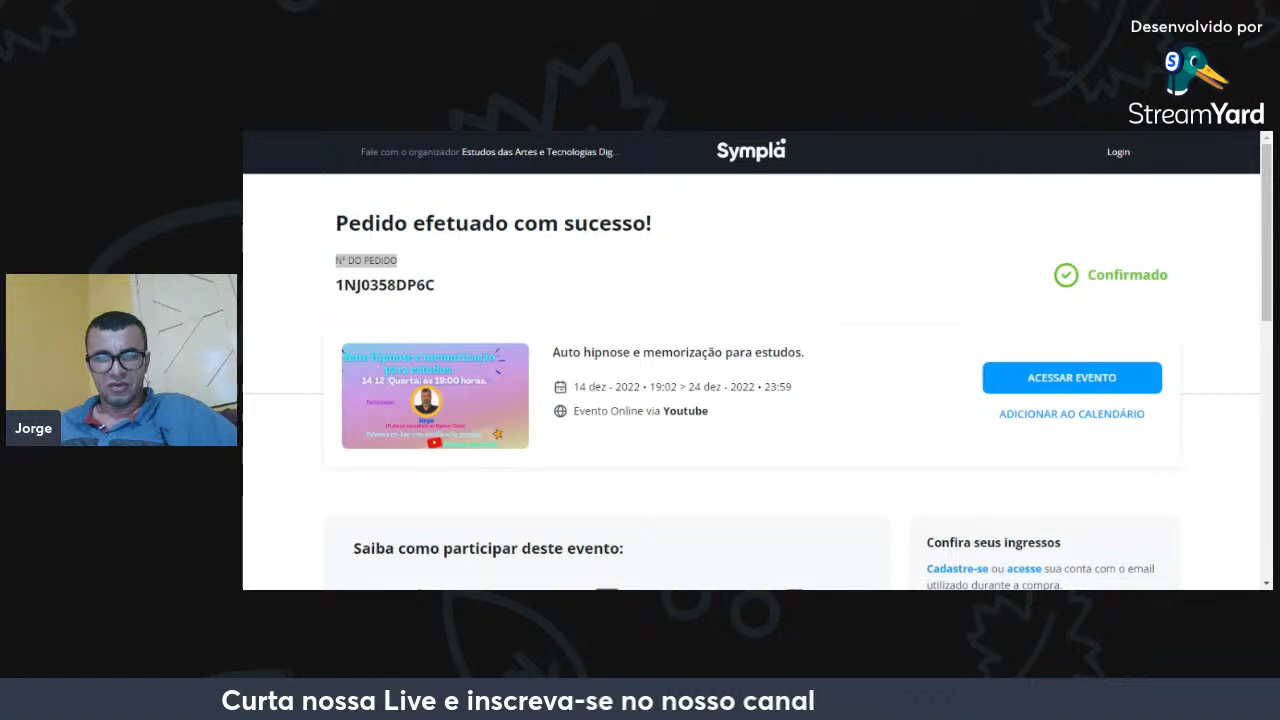 Desenvolvido por
StreamYard
Fale com o organizador Estudos das Artes e Tecnologias Dig...
Sympla
Login
Pedido efetuado com sucesso!
Nº DO PEDIDO
1NJ0358DP6C
Confirmado
Auto hipnose e memorização
para estudos.
14 12 Quarta: as 19:00 horas.
Participação:
Auto hipnose e memorização para estudos.
14 dez - 2022 • 19:02 > 24 dez - 2022 • 23:59
Evento Online via Youtube
ACESSAR EVENTO
ADICIONAR AO CALENDÁRIO
Jorge
Saiba como participar deste evento:
Confira seus ingressos
Cadastre-se ou acesse sua conta com o email
utilizado durante a compra.
Curta nossa Live e inscreva-se no nosso canal